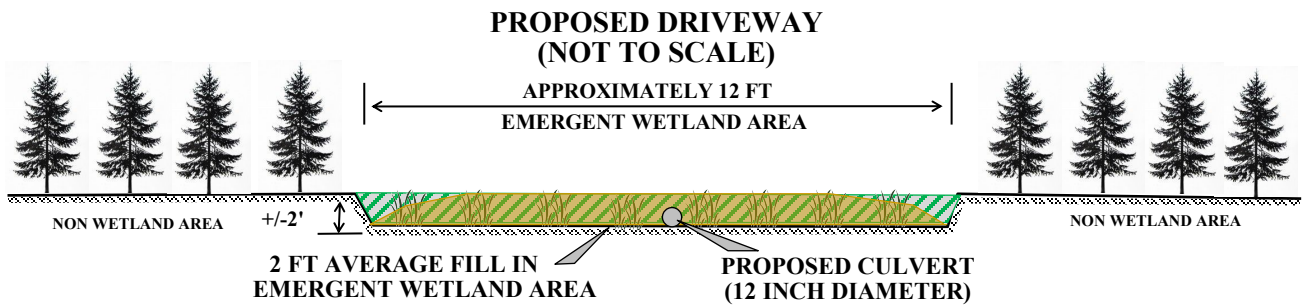 PROPOSED DRIVEWAY
(NOT TO SCALE)
APPROXIMATELY 12 FT
EMERGENT WETLAND AREA
NON WETLAND AREA
+/-2'
NON WETLAND AREA
2 FT AVERAGE FILL IN
EMERGENT WETLAND AREA
PROPOSED CULVERT
(12 INCH DIAMETER)